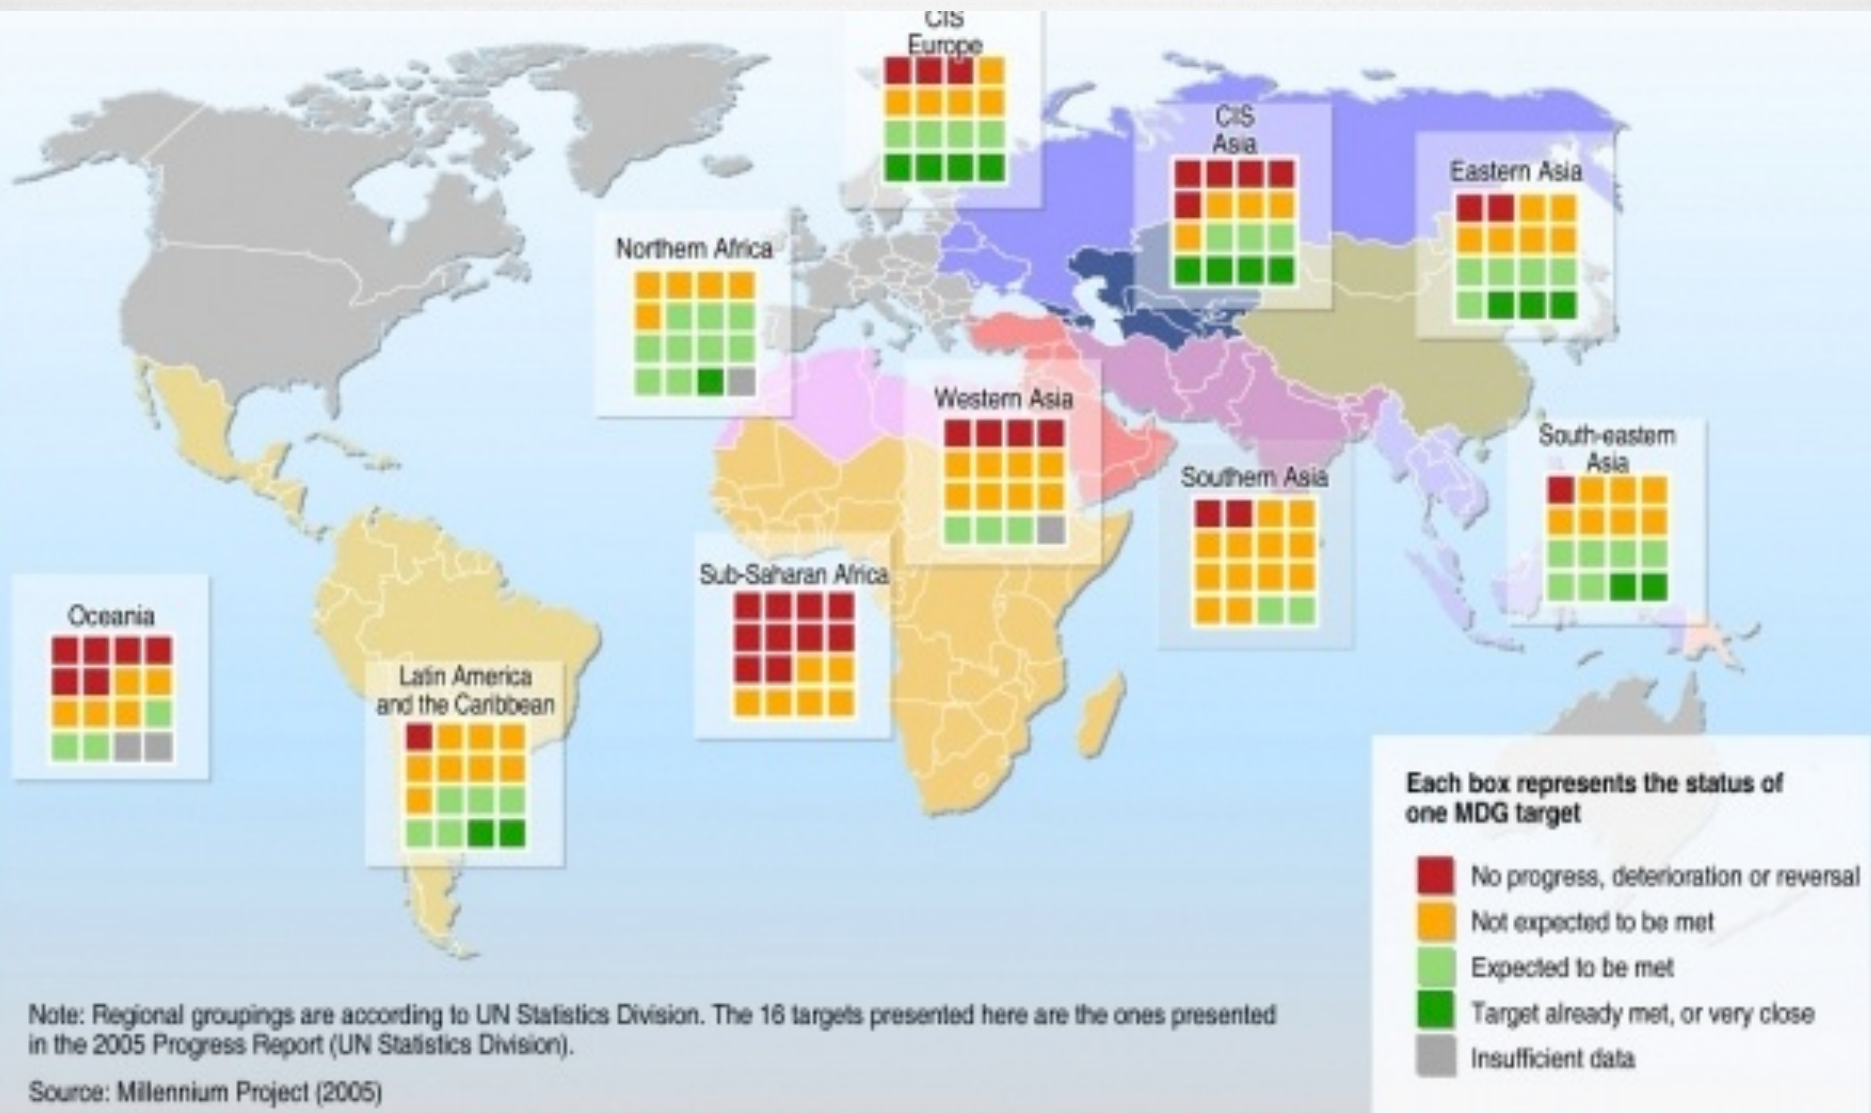 CIS
Europe
CIS
Asia
Eastern Asia
Northern Africa
Western Asia
South-eastern
Asia
Southern Asia
Sub-Saharan Africa
Oceania
Latin America
and the Caribbean
Each box represents the status of
one MDG target
No progress, deterioration or reversal
Not expected to be met
Expected to be met
Target already met, or very close
Insufficient data
Note: Regional groupings are according to UN Statistics Division. The 16 targets presented here are the ones presented
in the 2005 Progress Report (UN Statistics Division).
Source: Millennium Project (2005)